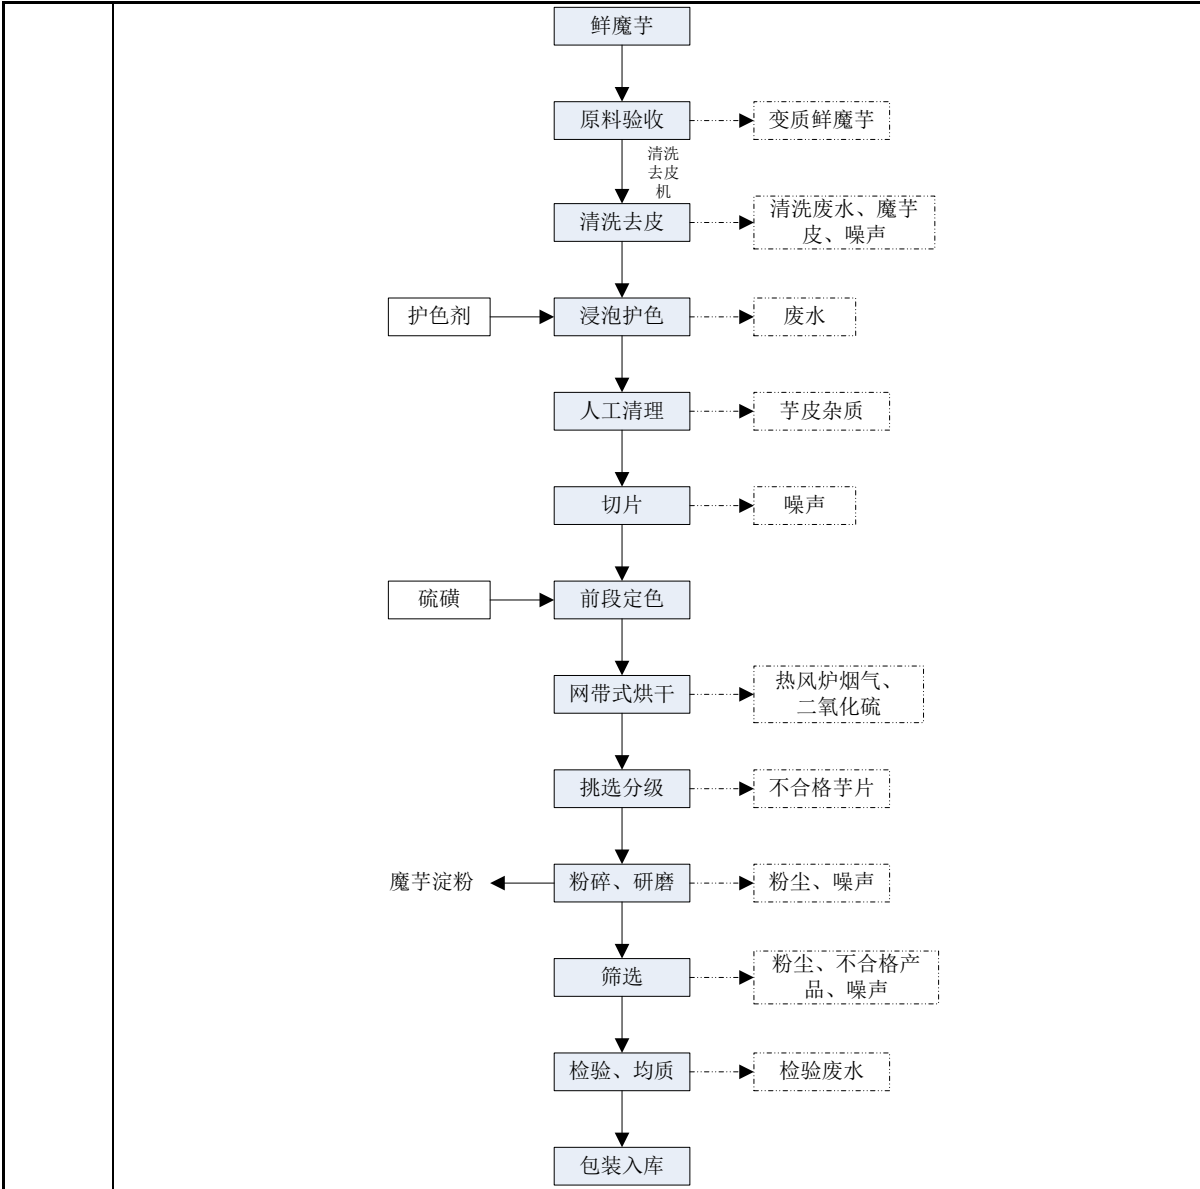 鲜魔芋
原料验收
变质鲜魔芋
清洗
去皮
机
清洗去皮
清洗废水、魔芋
皮、噪声
护色剂
浸泡护色
废水
人工清理
芋皮杂质
切片
噪声
硫磺
前段定色
网带式烘干
热风炉烟气、
二氧化硫
挑选分级
不合格芋片
魔芋淀粉
粉碎、研磨
粉尘、噪声
筛选
粉尘、不合格产
品、噪声
检验、均质
检验废水
包装入库